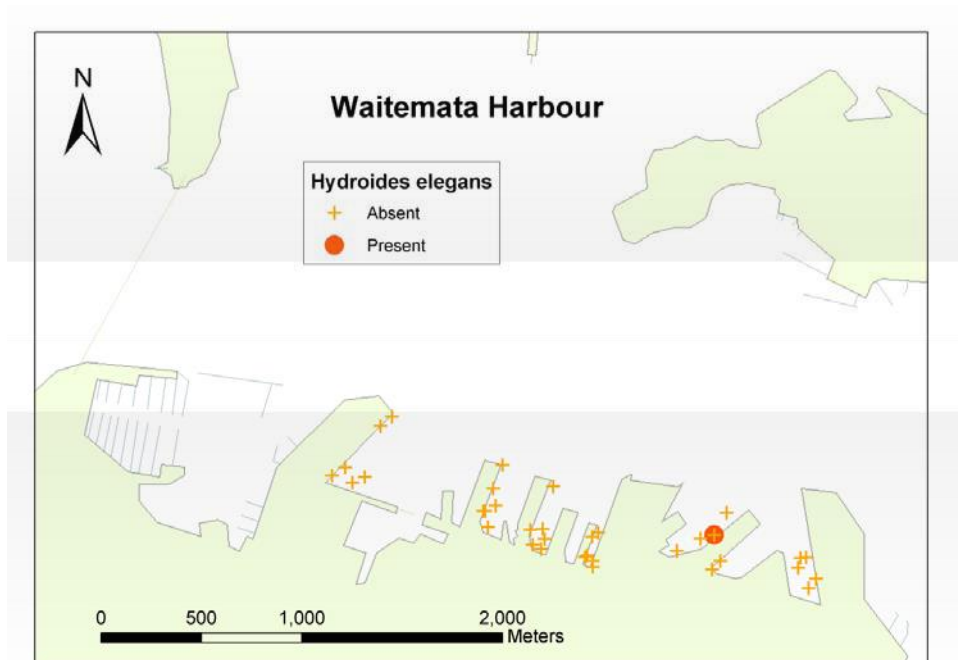 N
Waitemata Harbour
Hydroides elegans
Absent
Present
0 500 1,000 2,000
Meters